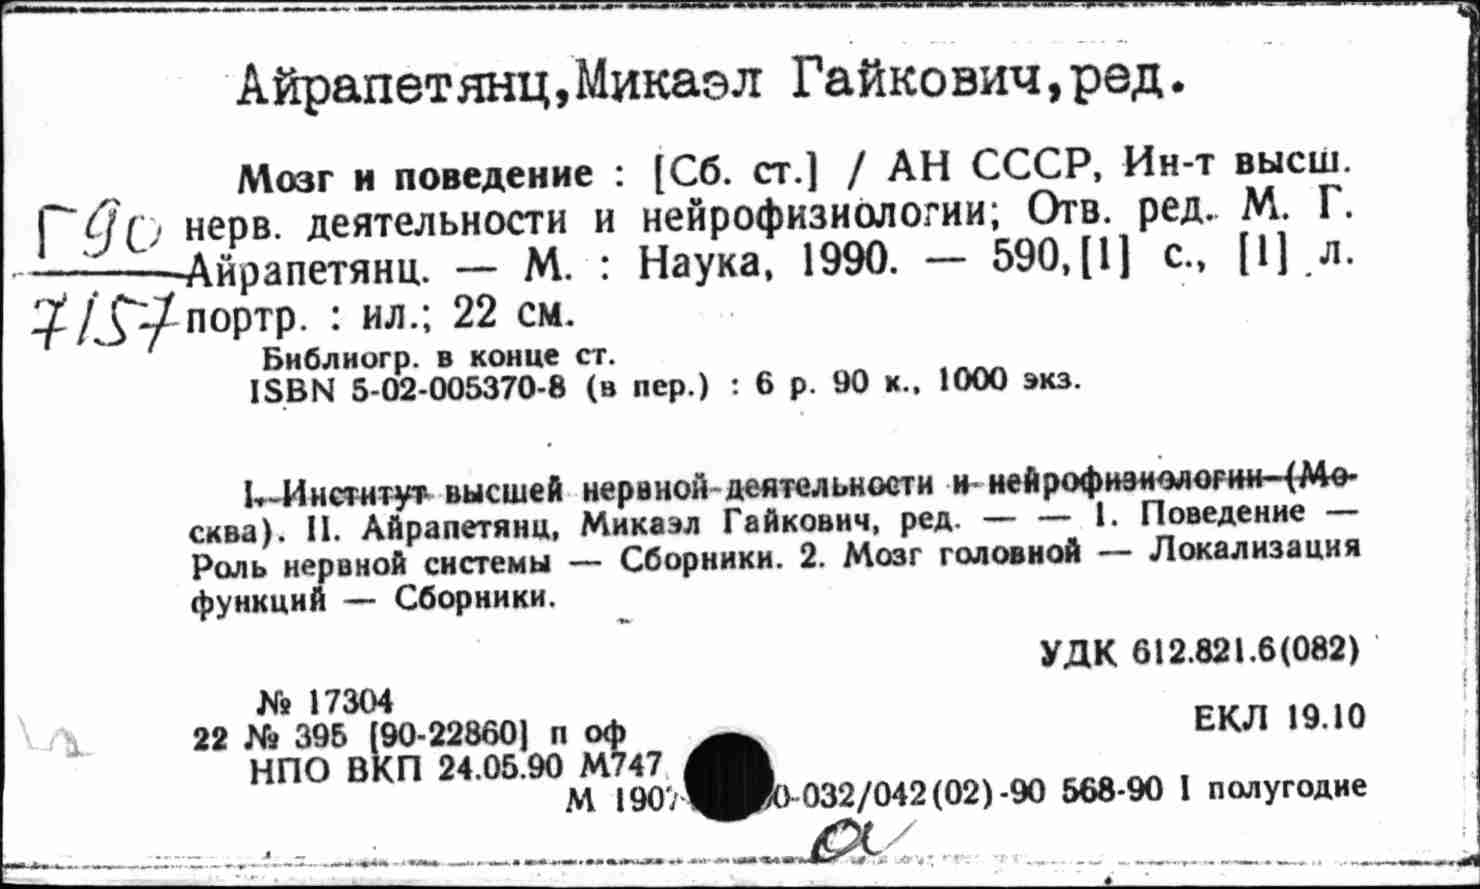 Айрапетянц,Микаэл Гайкович,ред.
Мозг и поведение : [Сб. ст.] / АН СССР, Ин-т высш.
Г90 нерв. деятельности и нейрофизиологии; Отв. ред. М. Г.
Айрапетянц. — М. : Наука, 1990. — 590,[1] с., [1] л.
7157 портр. : ил.; 22 см.
Библиогр. в конце ст.
ISBN 5-02-005370-8 (в пер.) : 6 р. 90 к., 1000 экз.
I. Институт высшей нервной деятельности и нейрофизиологии (Мо-
сква). II. Айрапетянц, Микаэл Гайкович, ред. — — 1. Поведение —
Роль нервной системы — Сборники. 2. Мозг головной — Локализация
функций — Сборники.
УДК 612.821.6(082)
№ 17304
ЕКЛ 19.10
22 № 395 [90-22860] п оф
НПО ВКП 24.05.90 М747
М 1907 0-032/042(02)-90 568-90 I полугодие
а